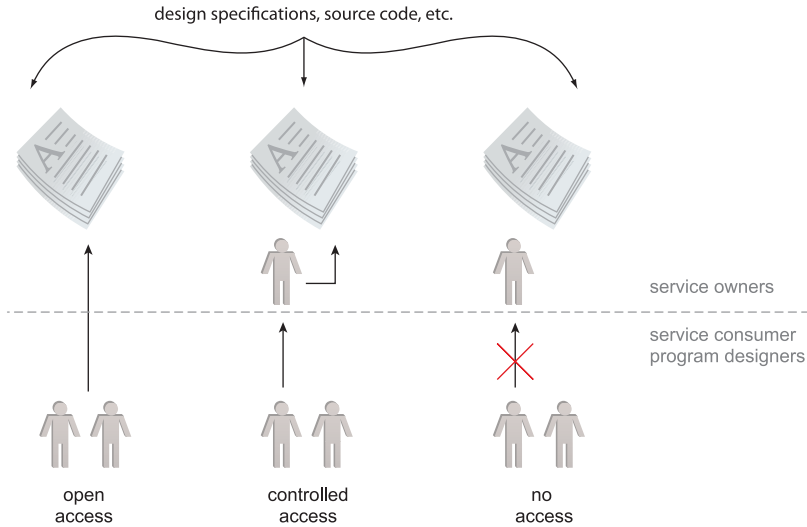 design specifications, source code, etc.
A
A
A
service owners
service consumer
program designers
open
access
controlled
access
no
access